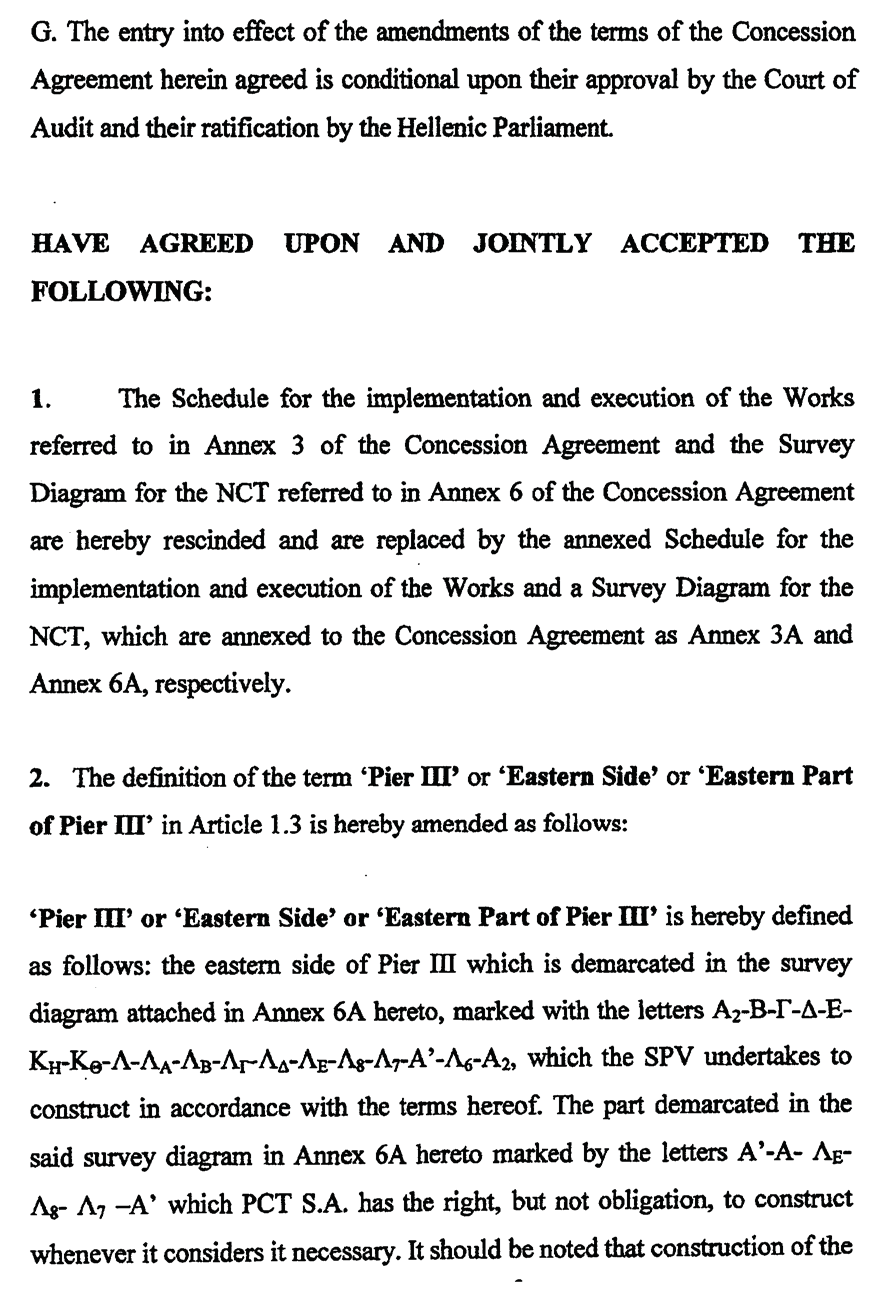 G. The entry into effect of the amendments of the terms of the Concession
Agreement herein agreed is conditional upon their approval by the Court of
Audit and their ratification by the Hellenic Parliament.
HAVE AGREED UPON AND JOINTLY ACCEPTED THE
FOLLOWING:
1. The Schedule for the implementation and execution of the Works
referred to in Annex 3 of the Concession Agreement and the Survey
Diagram for the NCT referred to in Annex 6 of the Concession Agreement
are hereby rescinded and are replaced by the annexed Schedule for the
implementation and execution of the Works and a Survey Diagram for the
NCT, which are annexed to the Concession Agreement as Annex 3A and
Annex 6A, respectively.
2. The definition of the term ‘Pier III’ or ‘Eastern Side’ or ‘Eastern Part
of Pier III’ in Article 1.3 is hereby amended as follows:
‘Pier III’ or ‘Eastern Side’ or ‘Eastern Part of Pier III’ is hereby defined
as follows: the eastern side of Pier III which is demarcated in the survey
diagram attached in Annex 6A hereto, marked with the letters A₂-B-Γ-Δ-E-
K_H-K_Θ-Λ-Λ_A-Λ_B-Λ_Γ-Λ_Δ-Λ_E-Λ₈-Λ₇-A’-Λ₆-A₂, which the SPV undertakes to
construct in accordance with the terms hereof. The part demarcated in the
said survey diagram in Annex 6A hereto marked by the letters A’-A- Λ_E-
Λ₈- Λ₇ –A’ which PCT S.A. has the right, but not obligation, to construct
whenever it considers it necessary. It should be noted that construction of the